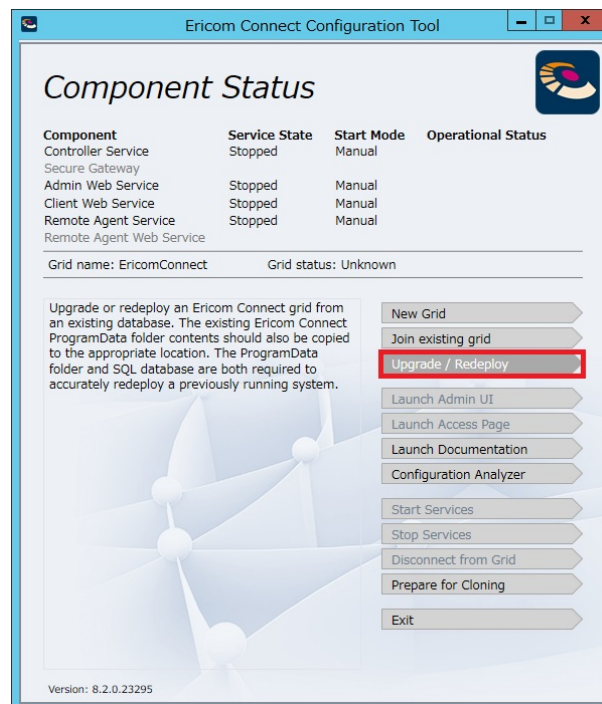 Ericom Connect Configuration Tool
Component Status
Component Service State Start Mode Operational Status
Controller Service Stopped Manual
Secure Gateway
Admin Web Service Stopped Manual
Client Web Service Stopped Manual
Remote Agent Service Stopped Manual
Remote Agent Web Service
Grid name: EricomConnect Grid status: Unknown
Upgrade or redeploy an Ericom Connect grid from
an existing database. The existing Ericom Connect
ProgramData folder contents should also be copied
to the appropriate location. The ProgramData
folder and SQL database are both required to
accurately redeploy a previously running system.
New Grid
Join existing grid
Upgrade / Redeploy
Launch Admin UI
Launch Access Page
Launch Documentation
Configuration Analyzer
Start Services
Stop Services
Disconnect from Grid
Prepare for Cloning
Exit
Version: 8.2.0.23295